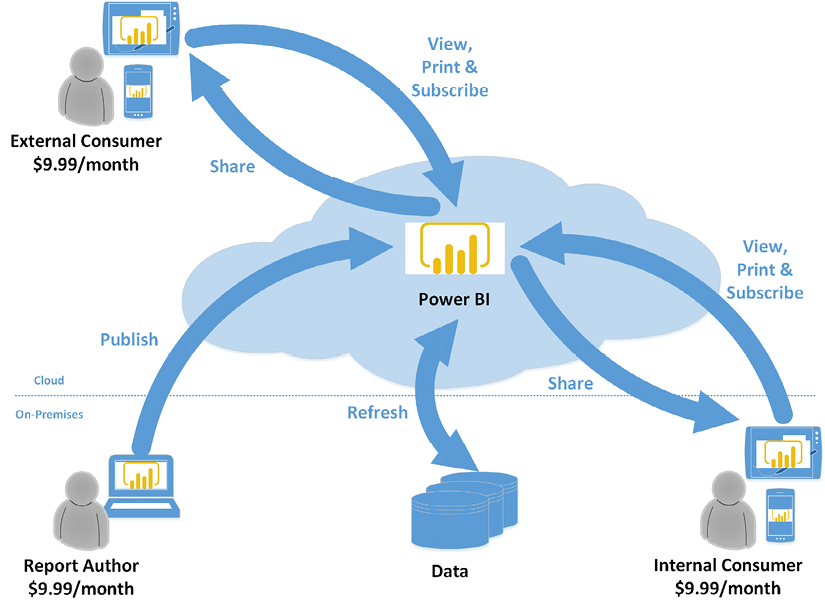 View,
Print &
Subscribe
External Consumer
$9.99/month
Share
View,
Print &
Subscribe
Power BI
Publish
Cloud
Share
On-Premises
Refresh
Report Author
$9.99/month
Data
Internal Consumer
$9.99/month